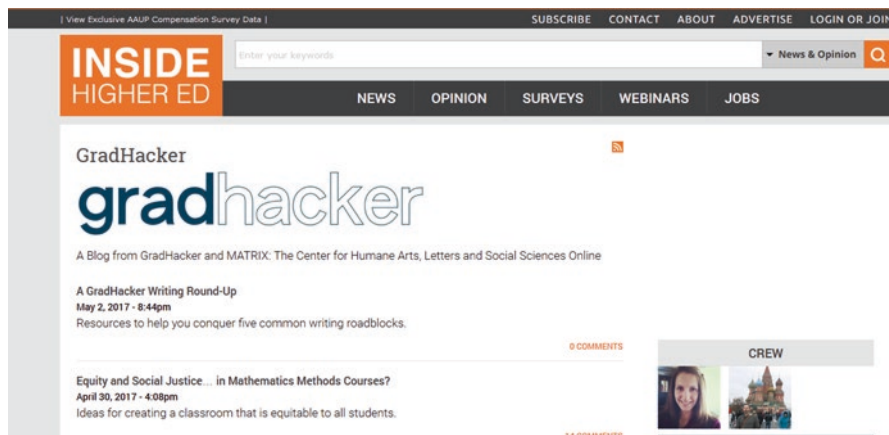 | View Exclusive AAUP Compensation Survey Data |
SUBSCRIBE CONTACT ABOUT ADVERTISE LOGIN OR JOIN
INSIDE
HIGHER ED
Enter your keywords
News & Opinion
NEWS OPINION SURVEYS WEBINARS JOBS
GradHacker
gradhacker
A Blog from GradHacker and MATRIX: The Center for Humane Arts, Letters and Social Sciences Online
A GradHacker Writing Round-Up
May 2, 2017 - 8:44pm
Resources to help you conquer five common writing roadblocks.
0 COMMENTS
CREW
Equity and Social Justice... in Mathematics Methods Courses?
April 30, 2017 - 4:08pm
Ideas for creating a classroom that is equitable to all students.
COMMENTS